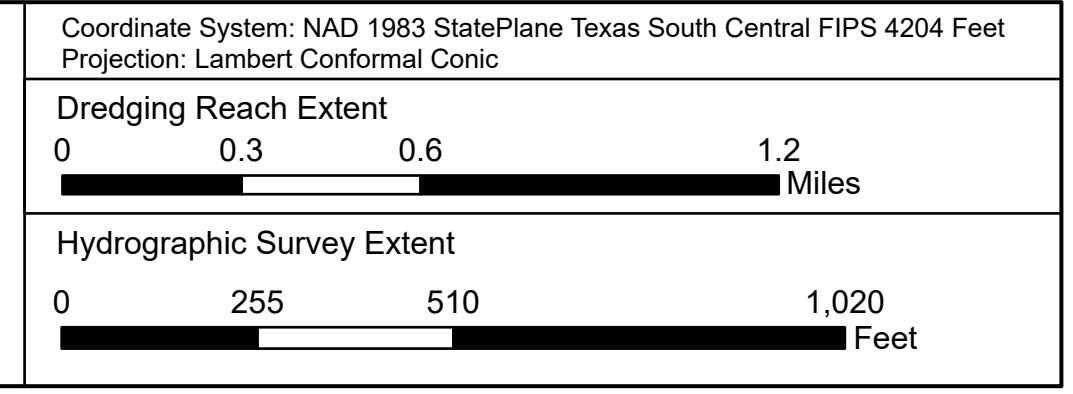 Coordinate System: NAD 1983 StatePlane Texas South Central FIPS 4204 Feet
Projection: Lambert Conformal Conic
Dredging Reach Extent
0 0.3 0.6 1.2
Miles
Hydrographic Survey Extent
0 255 510 1,020
Feet